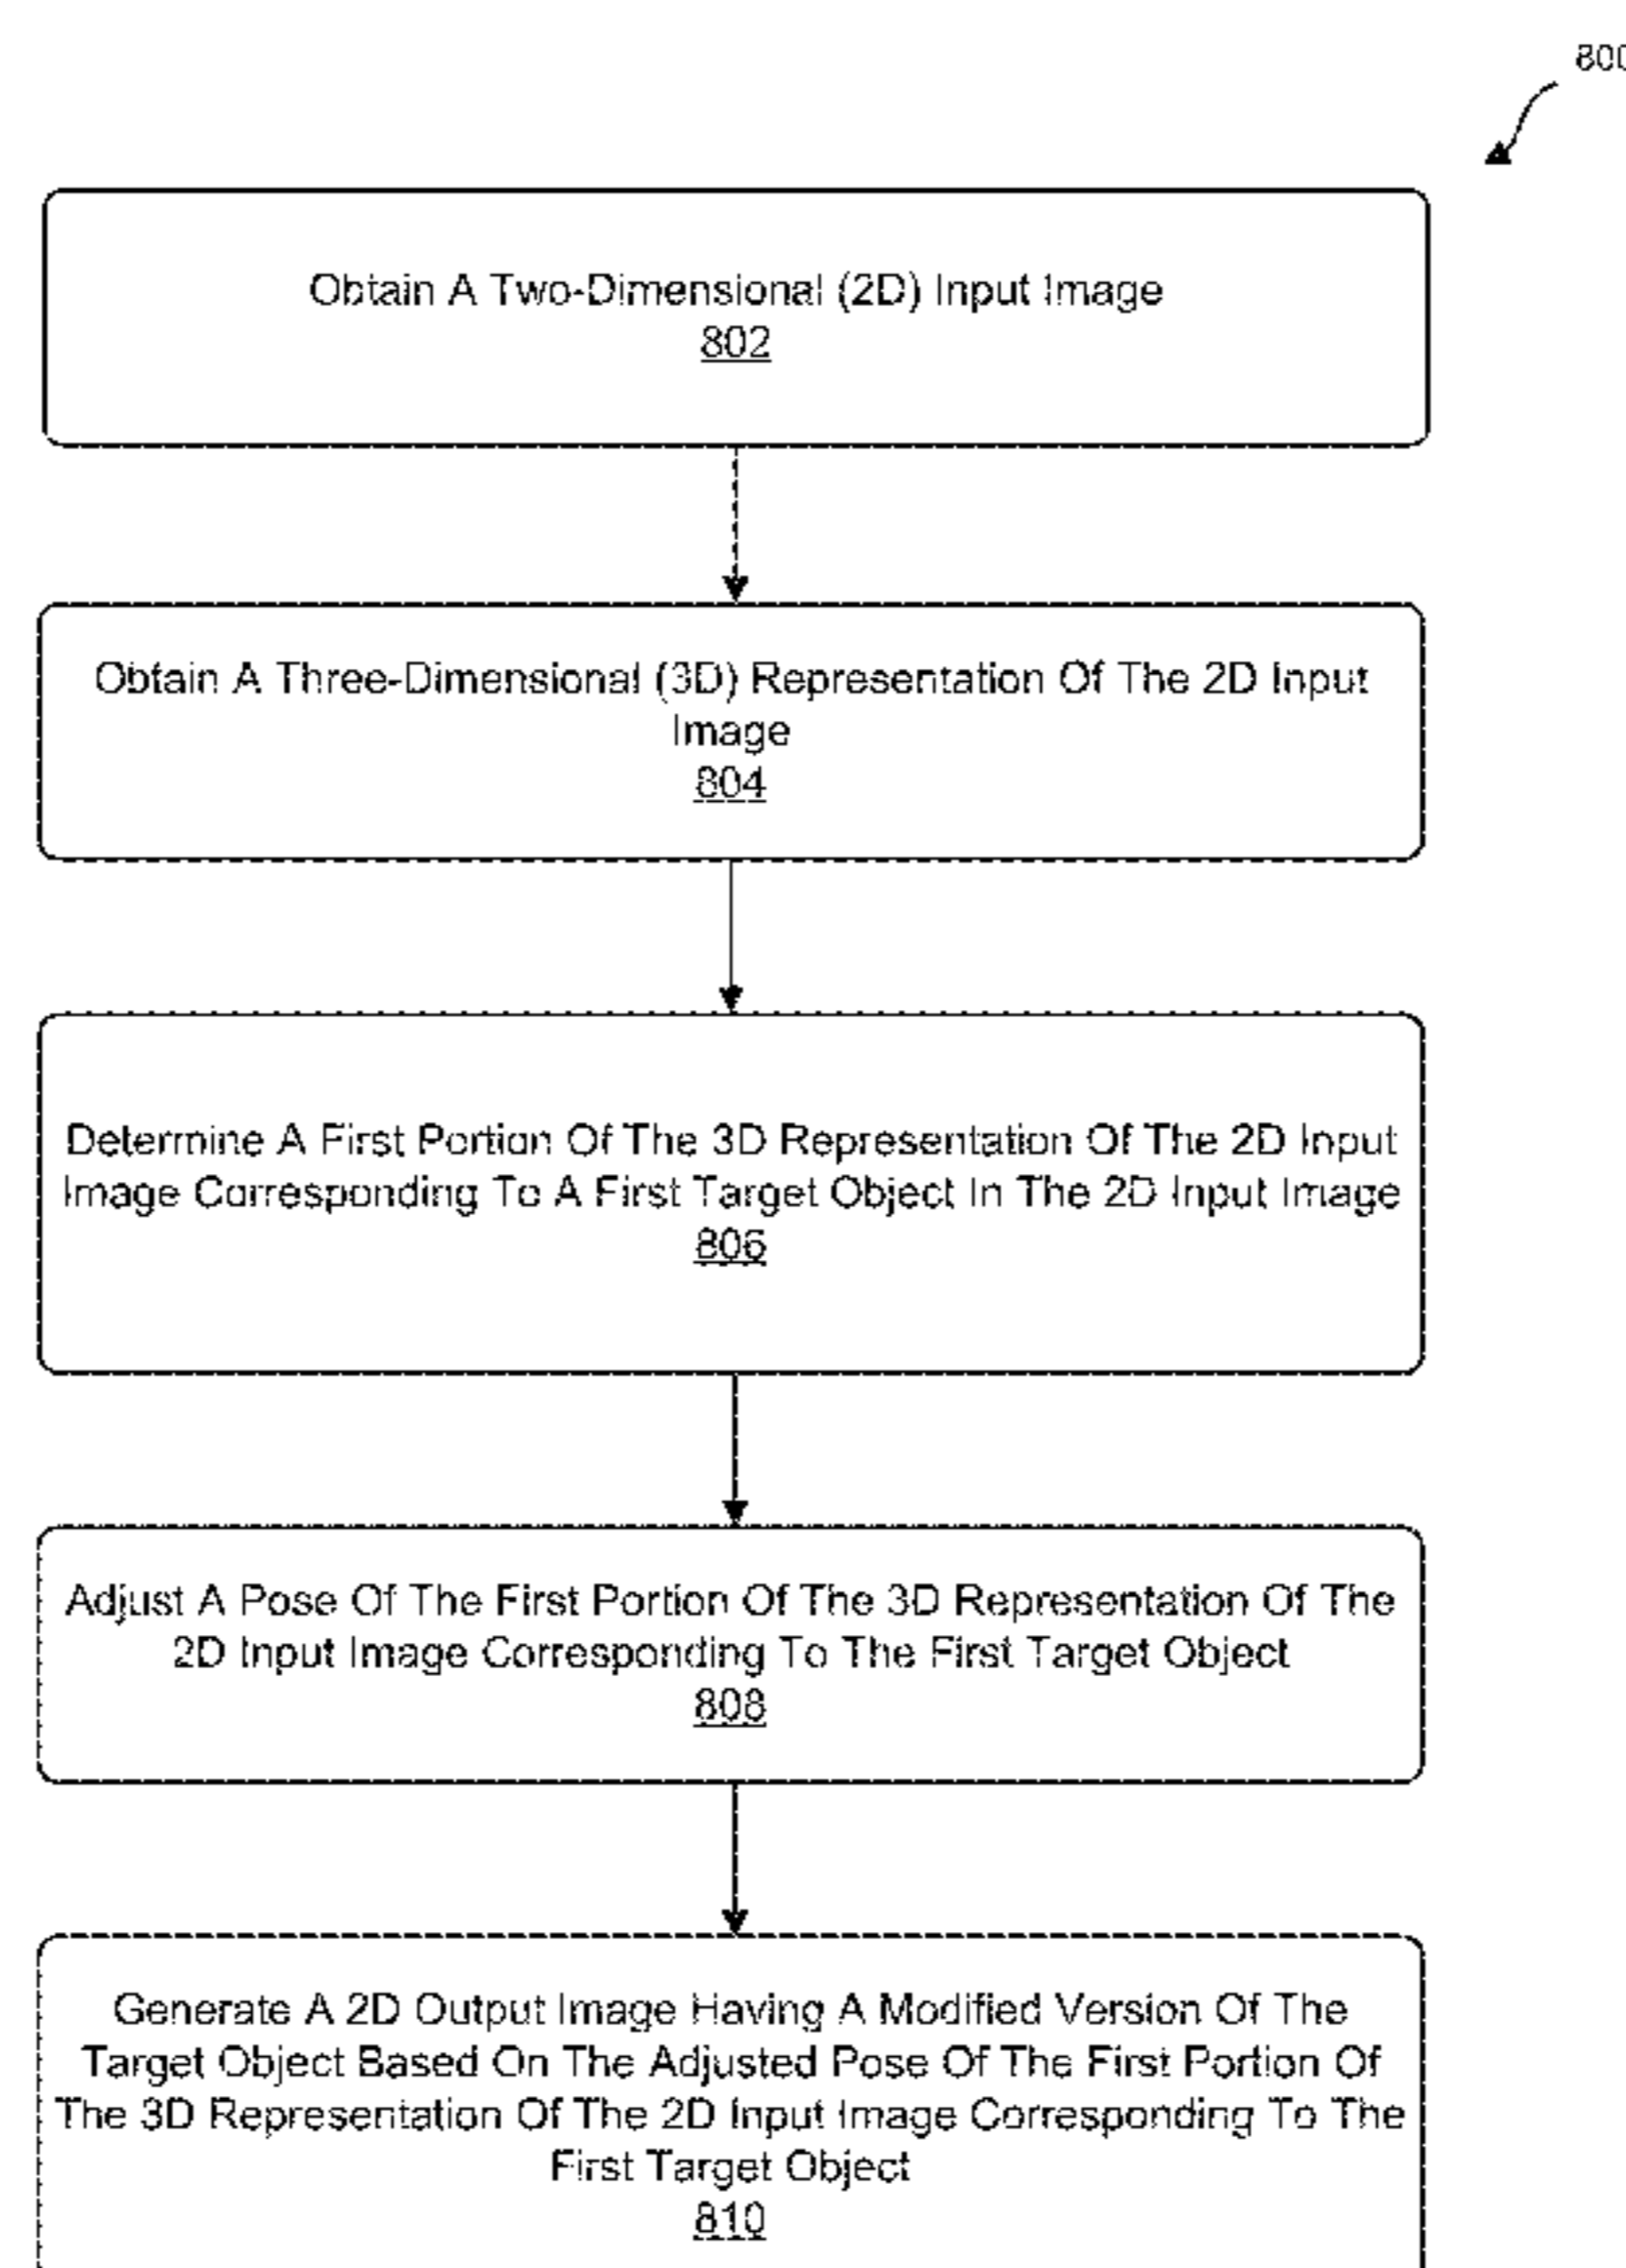 800
Obtain A Two-Dimensional (2D) Input Image
802
Obtain A Three-Dimensional (3D) Representation Of The 2D Input
Image
804
Determine A First Portion Of The 3D Representation Of The 2D Input
Image Corresponding To A First Target Object In The 2D Input Image
806
Adjust A Pose Of The First Portion Of The 3D Representation Of The
2D Input Image Corresponding To The First Target Object
808
Generate A 2D Output Image Having A Modified Version Of The
Target Object Based On The Adjusted Pose Of The First Portion Of
The 3D Representation Of The 2D Input Image Corresponding To The
First Target Object
810